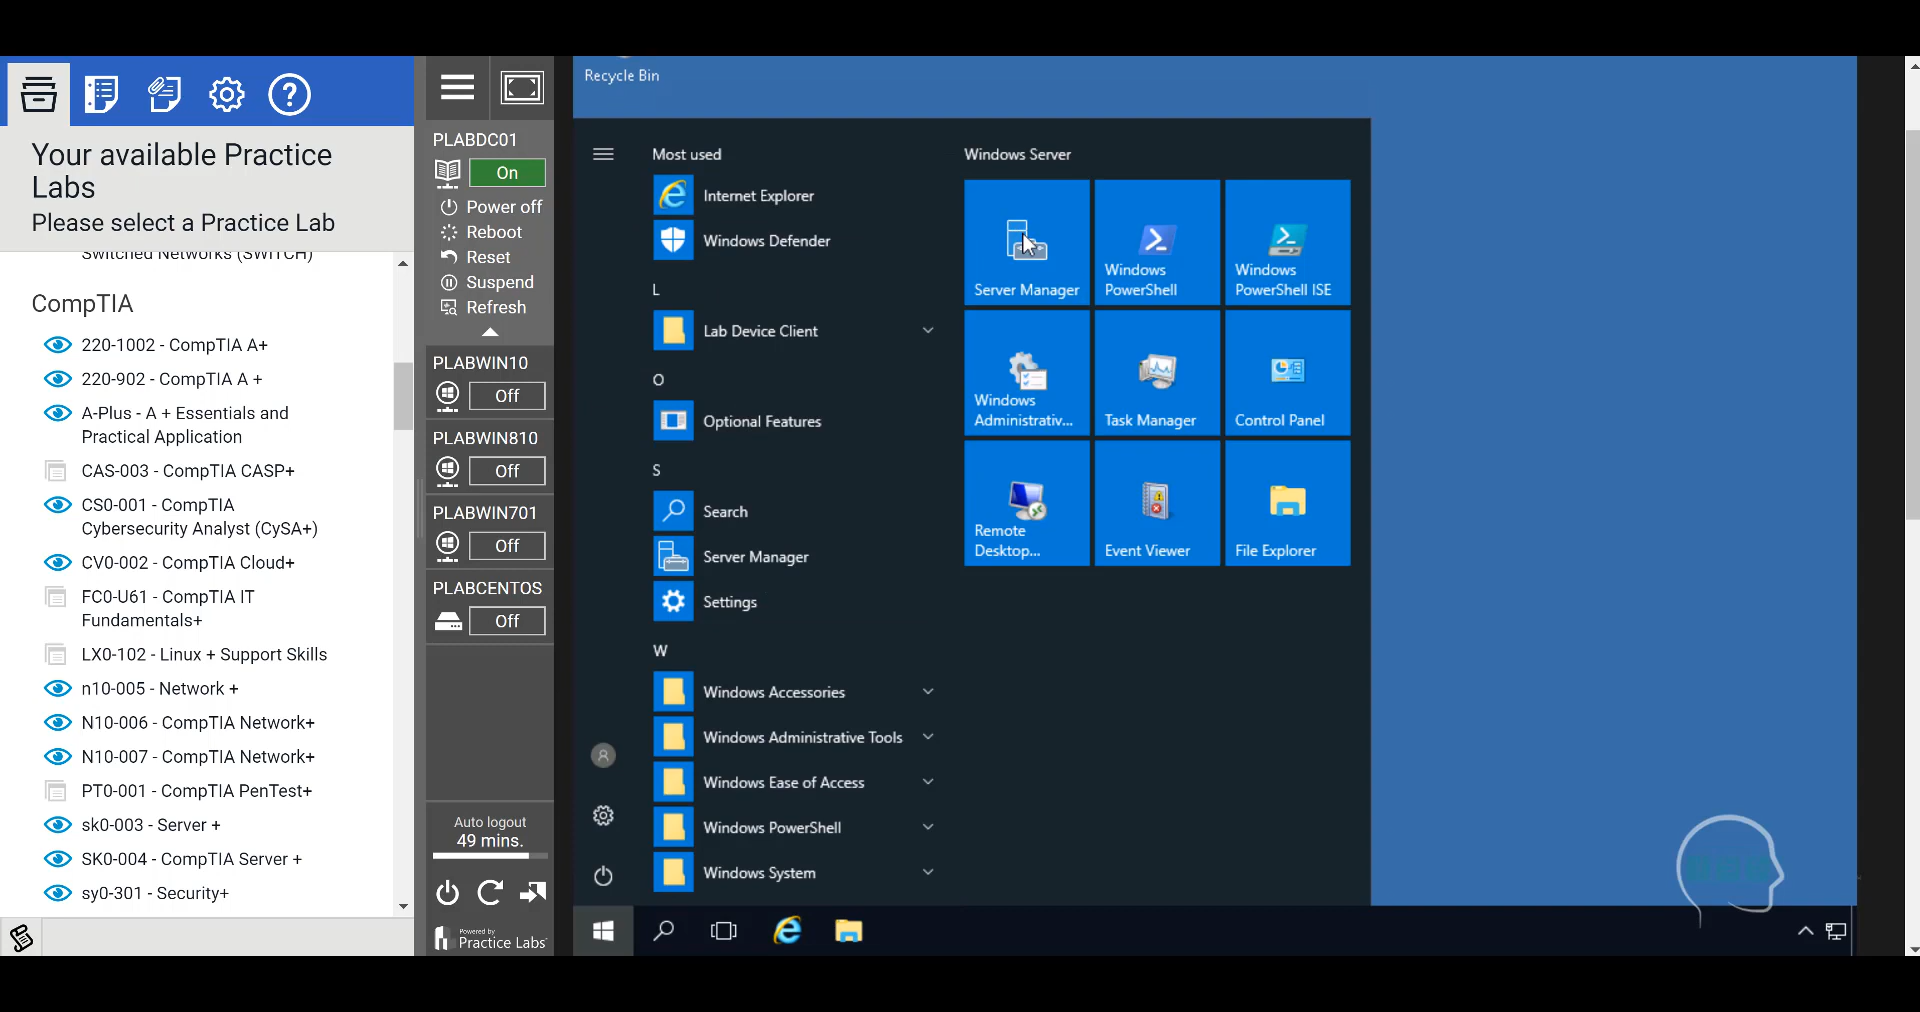 Your available Practice
Labs
Please select a Practice Lab
Switched Networks (SWITCH)
CompTIA
220-1002 - CompTIA A+
220-902 - CompTIA A +
A-Plus - A + Essentials and
Practical Application
CAS-003 - CompTIA CASP+
CS0-001 - CompTIA
Cybersecurity Analyst (CySA+)
CV0-002 - CompTIA Cloud+
FC0-U61 - CompTIA IT
Fundamentals+
LX0-102 - Linux + Support Skills
n10-005 - Network +
N10-006 - CompTIA Network+
N10-007 - CompTIA Network+
PT0-001 - CompTIA PenTest+
sk0-003 - Server +
SK0-004 - CompTIA Server +
sy0-301 - Security+
PLABDC01
On
Power off
Reboot
Reset
Suspend
Refresh
PLABWIN10
Off
PLABWIN810
Off
PLABWIN701
Off
PLABCENTOS
Off
Auto logout
49 mins.
Powered by
Practice Labs
Recycle Bin
Most used
Internet Explorer
Windows Defender
L
Lab Device Client
O
Optional Features
S
Search
Server Manager
Settings
W
Windows Accessories
Windows Administrative Tools
Windows Ease of Access
Windows PowerShell
Windows System
Windows Server
Server Manager
Windows
PowerShell
Windows
PowerShell ISE
Windows
Administrativ...
Task Manager
Control Panel
Remote
Desktop...
Event Viewer
File Explorer